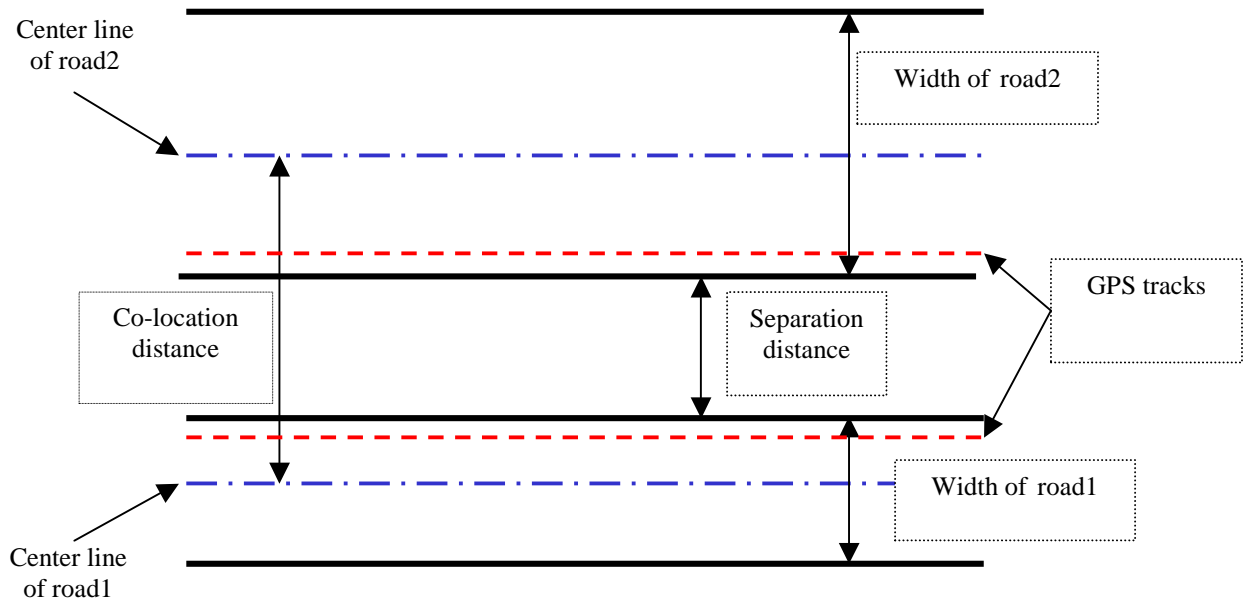 Center line
of road2
Width of road2
GPS tracks
Co-location
distance
Separation
distance
Width of road1
Center line
of road1